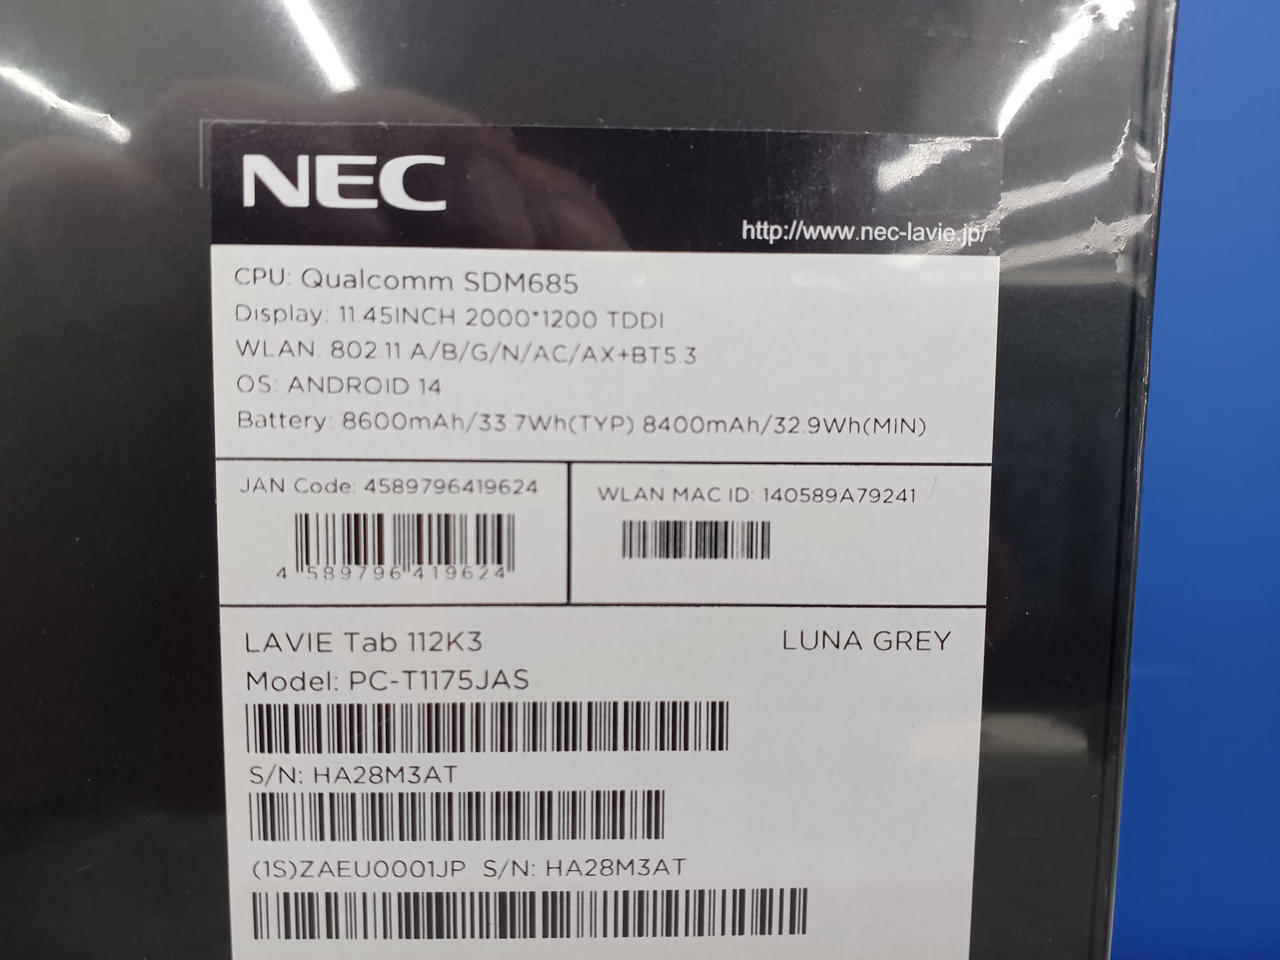 NEC
http://www.nec-lavie.jp/
CPU: Qualcomm SDM685
Display: 11.45INCH 2000*1200 TDDI
WLAN: 802.11 A/B/G/N/AC/AX+BT5.3
OS: ANDROID 14
Battery: 8600mAh/33.7Wh(TYP) 8400mAh/32.9Wh(MIN)
JAN Code: 4589796419624
4 589796 419624
WLAN MAC ID: 140589A79241
LAVIE Tab 112K3
LUNA GREY
Model: PC-T1175JAS
S/N: HA28M3AT
(1S)ZAEU0001JP S/N: HA28M3AT